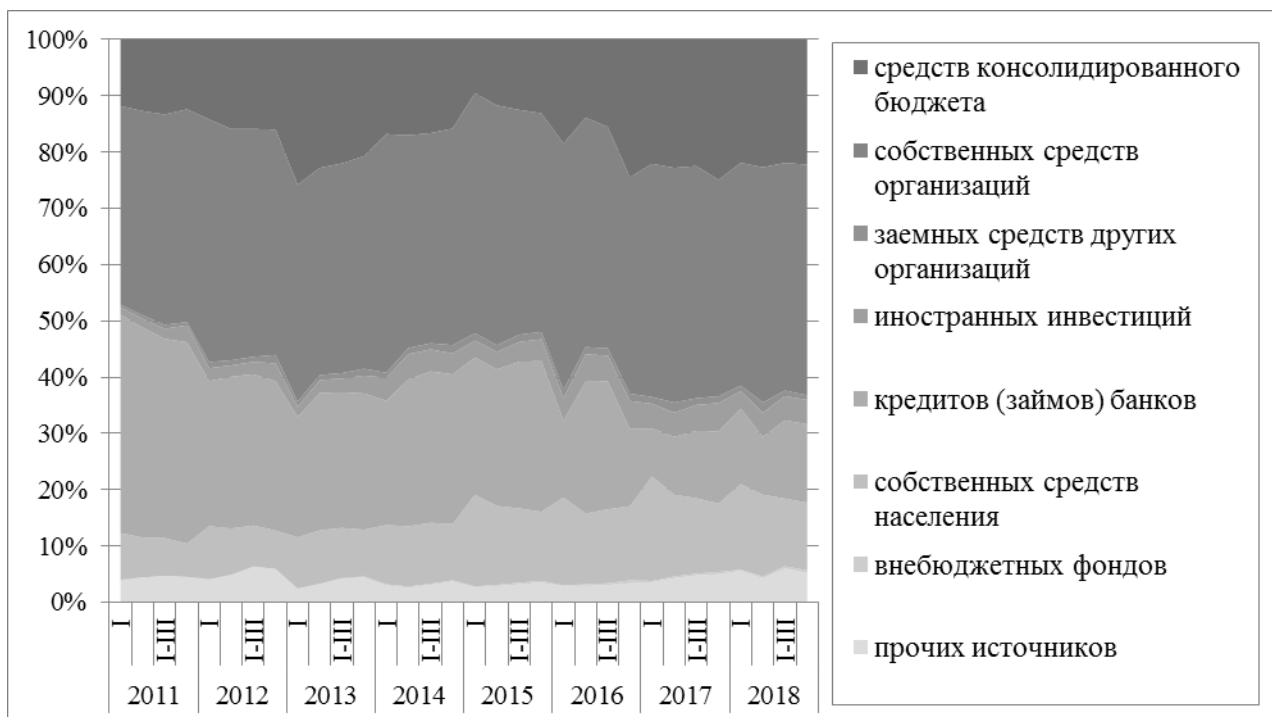 100%
90%
80%
70%
60%
50%
40%
30%
20%
10%
0%
I
I-III
I
I-III
I
I-III
I
I-III
I
I-III
I
I-III
I
I-III
I
I-III
2011
2012
2013
2014
2015
2016
2017
2018
средств консолидированного
бюджета
собственных средств
организаций
заемных средств других
организаций
иностранных инвестиций
кредитов (займов) банков
собственных средств
населения
внебюджетных фондов
прочих источников